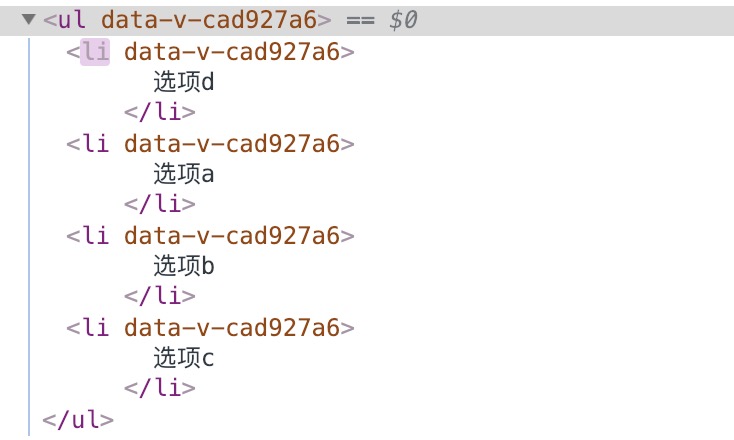 ▼<ul data-v-cad927a6> == $0
<li data-v-cad927a6>
选项d
</li>
<li data-v-cad927a6>
选项a
</li>
<li data-v-cad927a6>
选项b
</li>
<li data-v-cad927a6>
选项c
</li>
</ul>